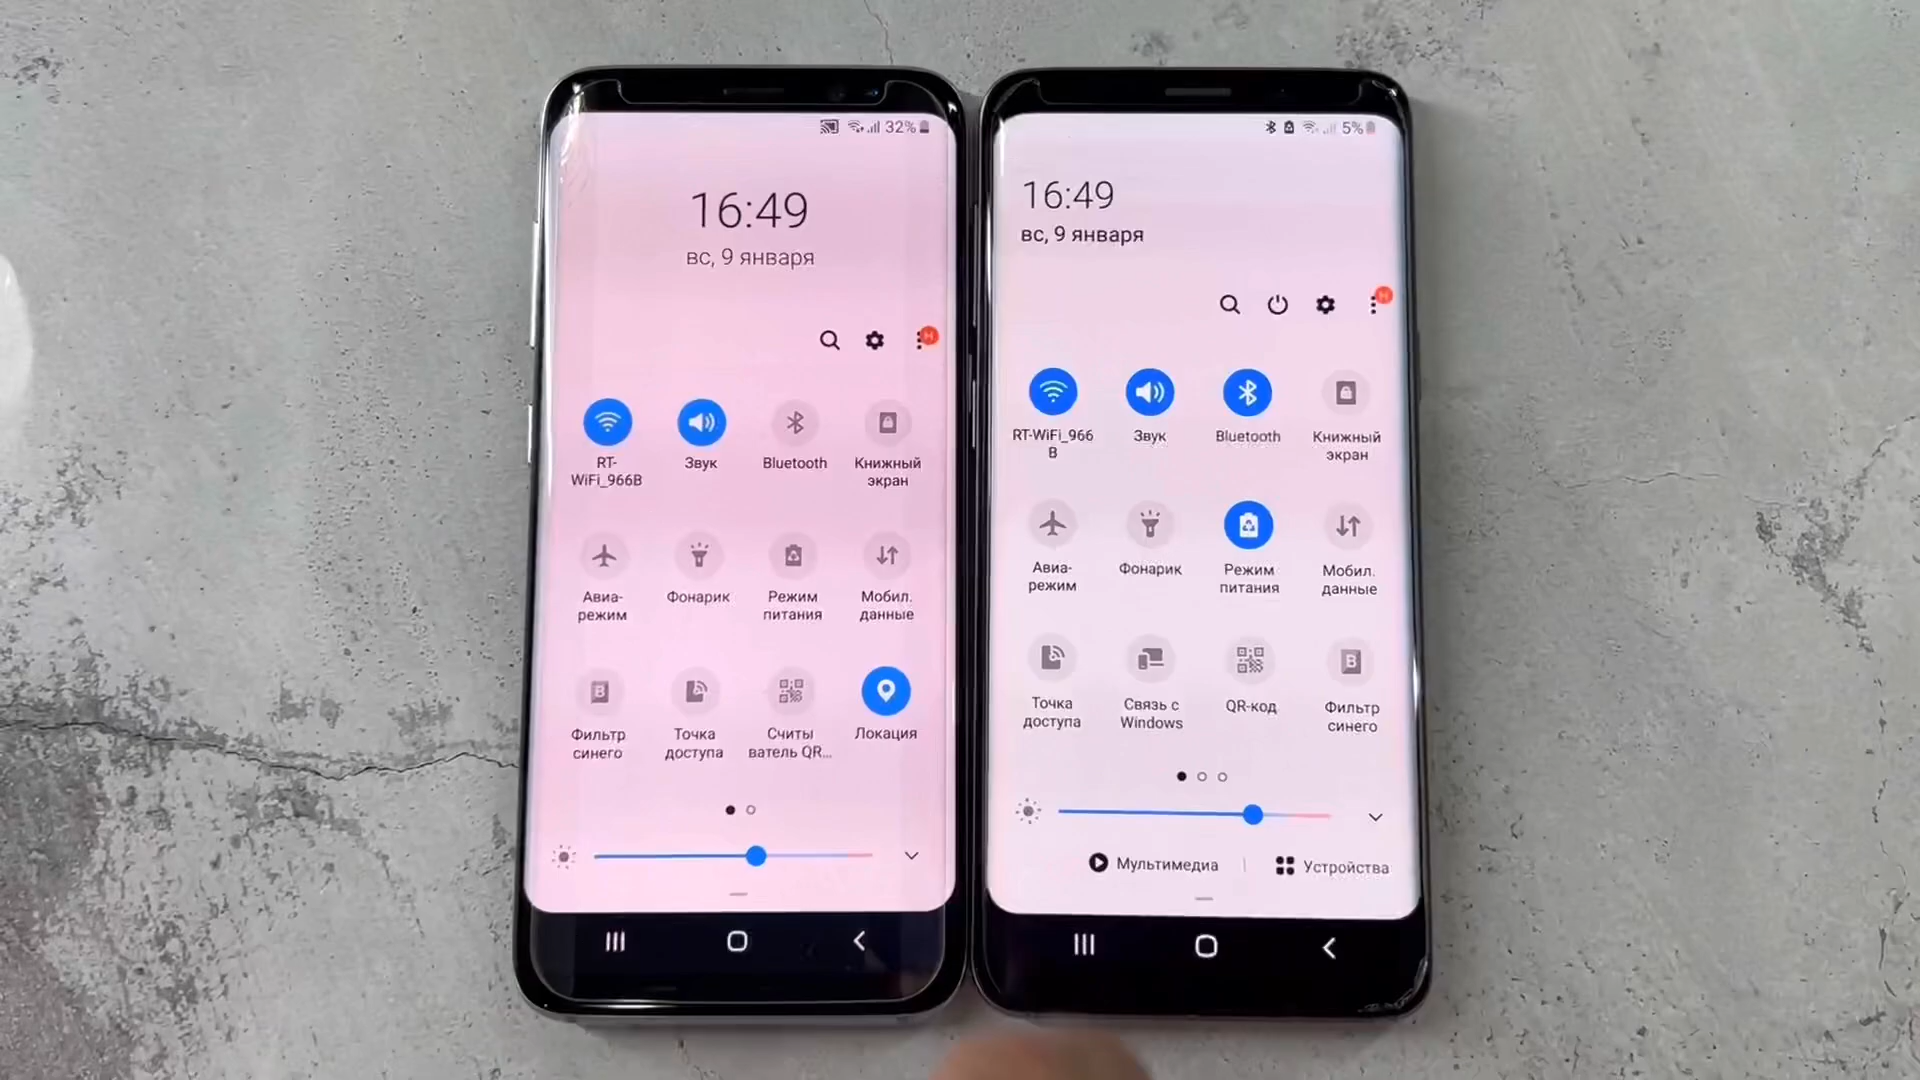 32%
16:49
вс, 9 января
H
RT-
WiFi_966B
Звук
Bluetooth
Книжный
экран
Авиа-
режим
Фонарик
Режим
питания
Мобил.
данные
B
Фильтр
синего
Точка
доступа
Считы
ватель QR...
Локация
5%
16:49
вс, 9 января
H
RT-WiFi_966
B
Звук
Bluetooth
Книжный
экран
Авиа-
режим
Фонарик
Режим
питания
Мобил.
данные
Точка
доступа
Связь с
Windows
QR-код
B
Фильтр
синего
Мультимедиа
Устройства